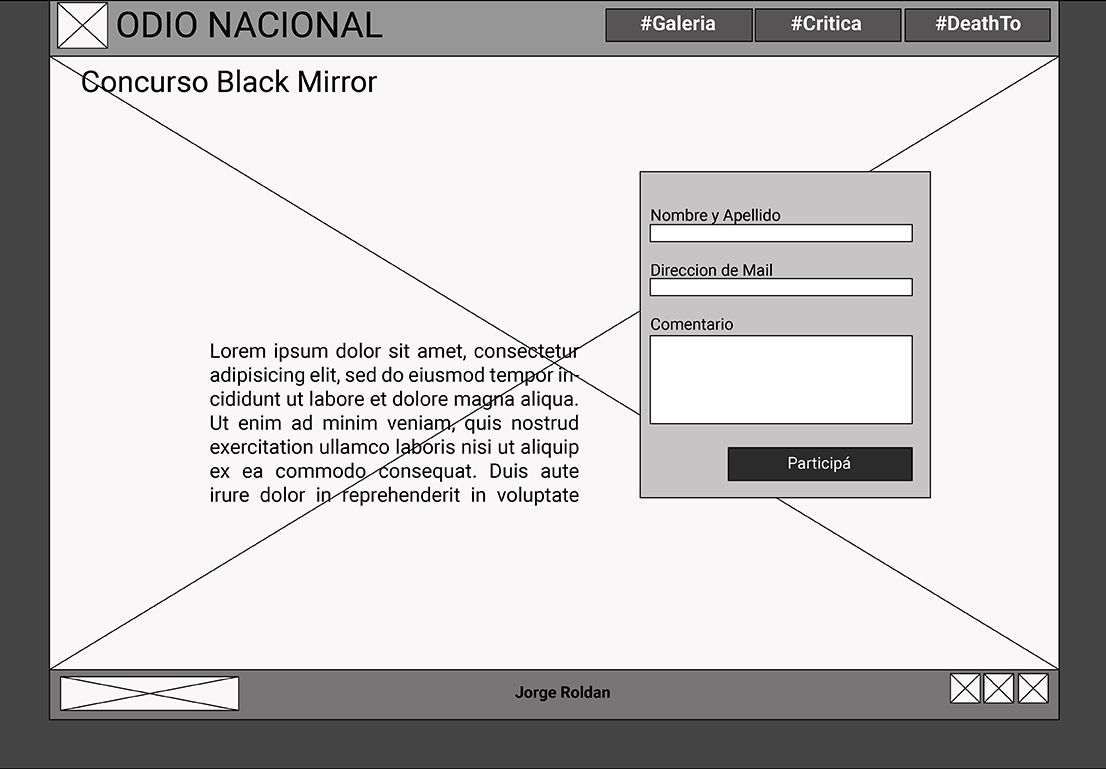 ODIO NACIONAL
#Galeria
#Critica
#DeathTo
Concurso Black Mirror
Lorem ipsum dolor sit amet, consectetur
adipisicing elit, sed do eiusmod tempor in-
cididunt ut labore et dolore magna aliqua.
Ut enim ad minim veniam, quis nostrud
exercitation ullamco laboris nisi ut aliquip
ex ea commodo consequat. Duis aute
irure dolor in reprehenderit in voluptate
Nombre y Apellido
Direccion de Mail
Comentario
Participá
Jorge Roldan